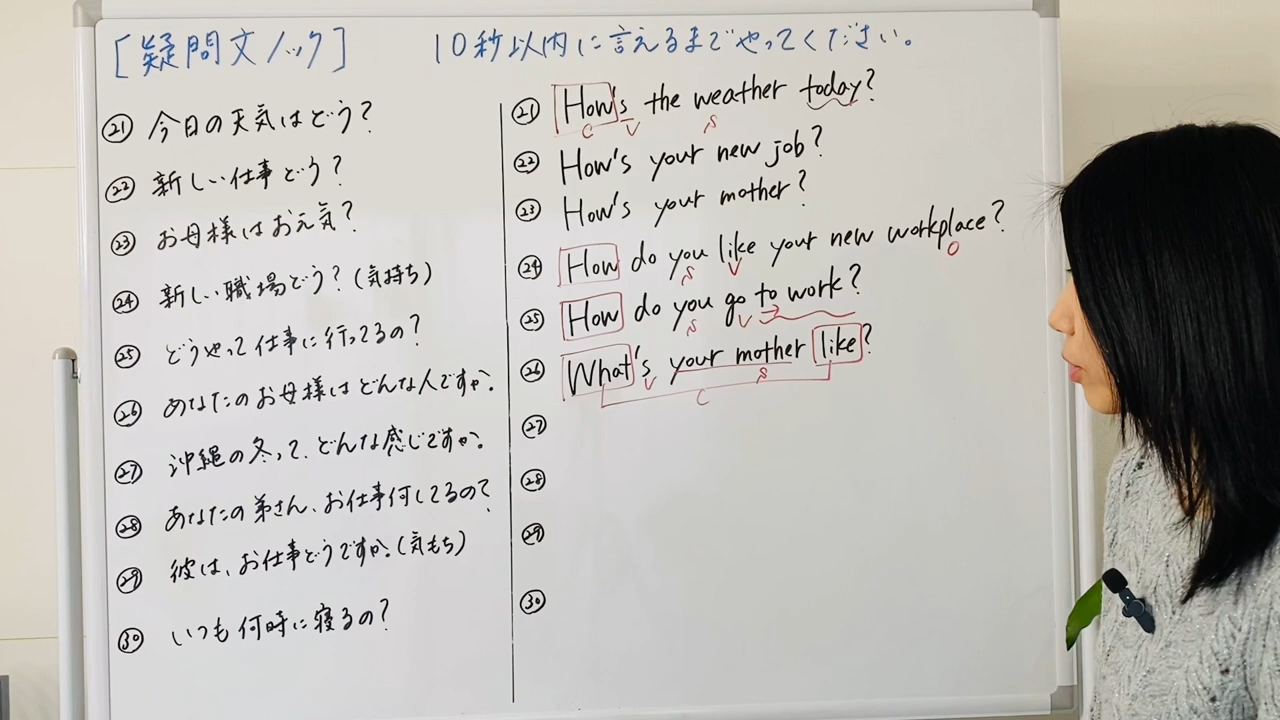 [疑問文ノック] 10秒以内に言えるまでやってください。
㉑ 今日の天気はどう?
㉒ 新しい仕事どう?
㉓ お母様はお元気?
㉔ 新しい職場どう?(気持ち)
㉕ どうやって仕事に行ってるの?
㉖ あなたのお母様はどんな人ですか。
㉗ 沖縄の冬って、どんな感じですか。
㉘ あなたの弟さん、お仕事何してるの?
㉙ 彼は、お仕事どうですか。(気もち)
㉚ いつも何時に寝るの?
㉑ How's the weather today?
C V S
㉒ How's your new job?
㉓ How's your mother?
㉔ How do you like your new workplace?
S V O
㉕ How do you go to work?
S V
㉖ What's your mother like?
V S
C
㉗
㉘
㉙
㉚